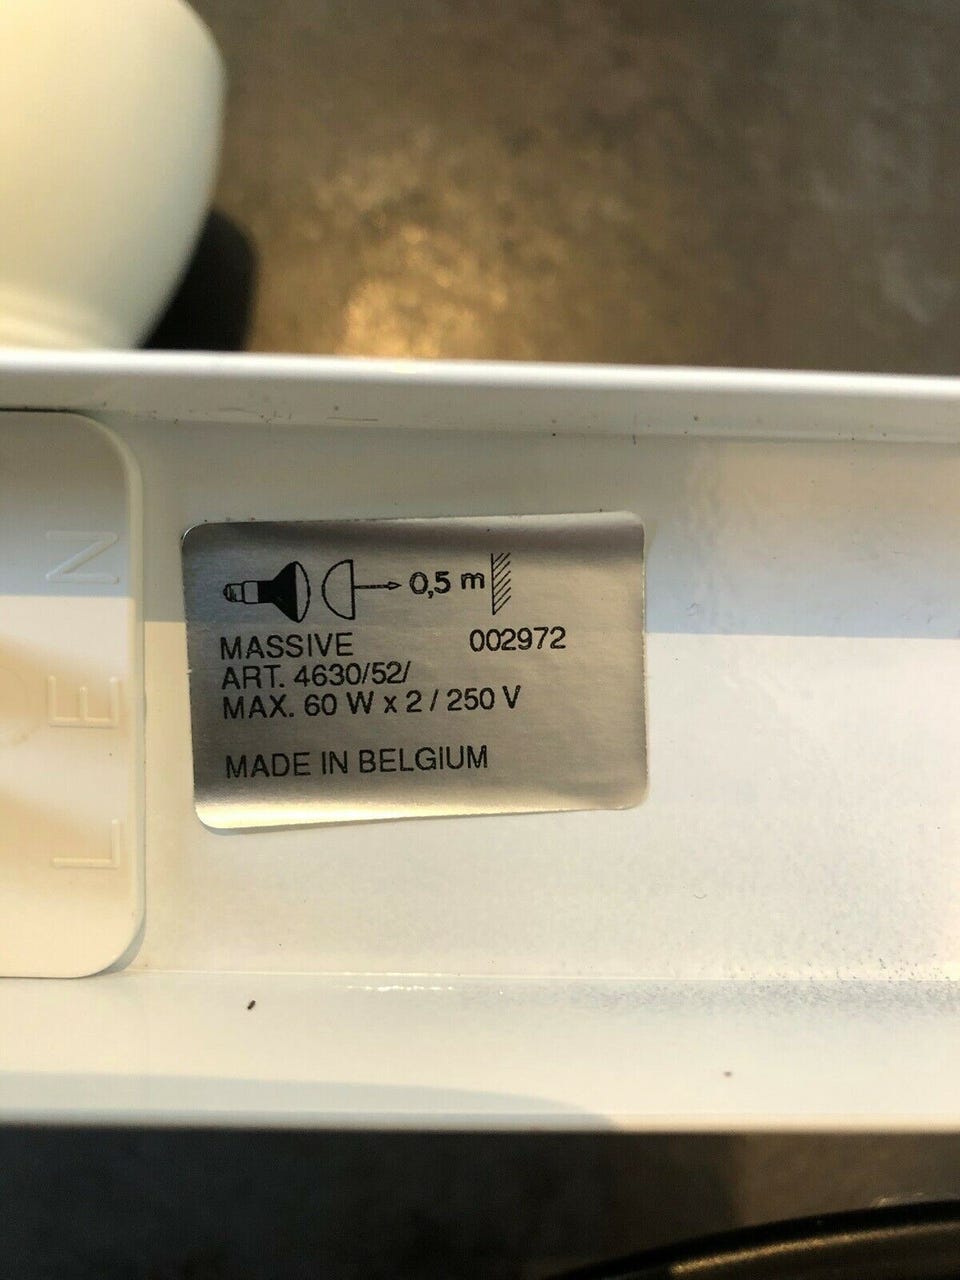 0,5 m
MASSIVE 002972
ART. 4630/52/
MAX. 60 W x 2 / 250 V
MADE IN BELGIUM
L E N